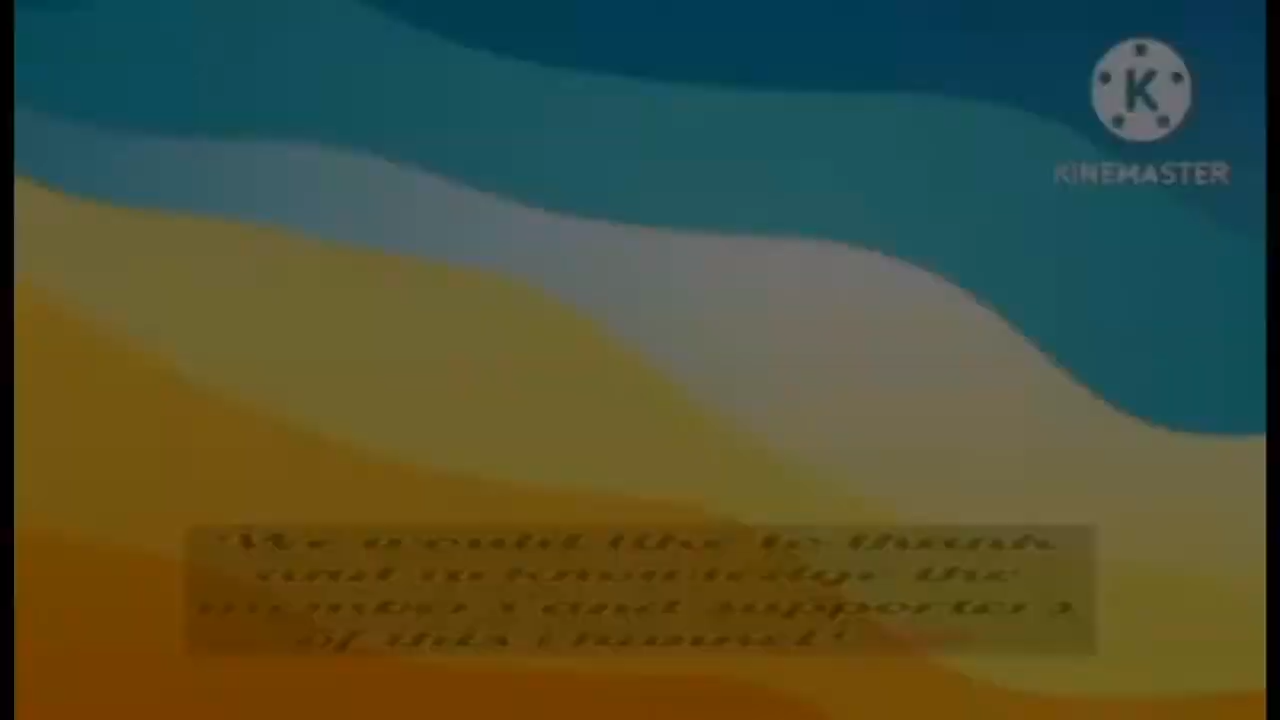 K
KINEMASTER
We would like to thank
and acknowledge the
members and supporters
of this channel!